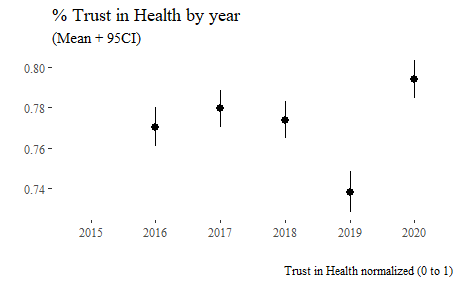 % Trust in Health by year
(Mean + 95CI)
0.80
0.78
0.76
0.74
2015 2016 2017 2018 2019 2020
Trust in Health normalized (0 to 1)